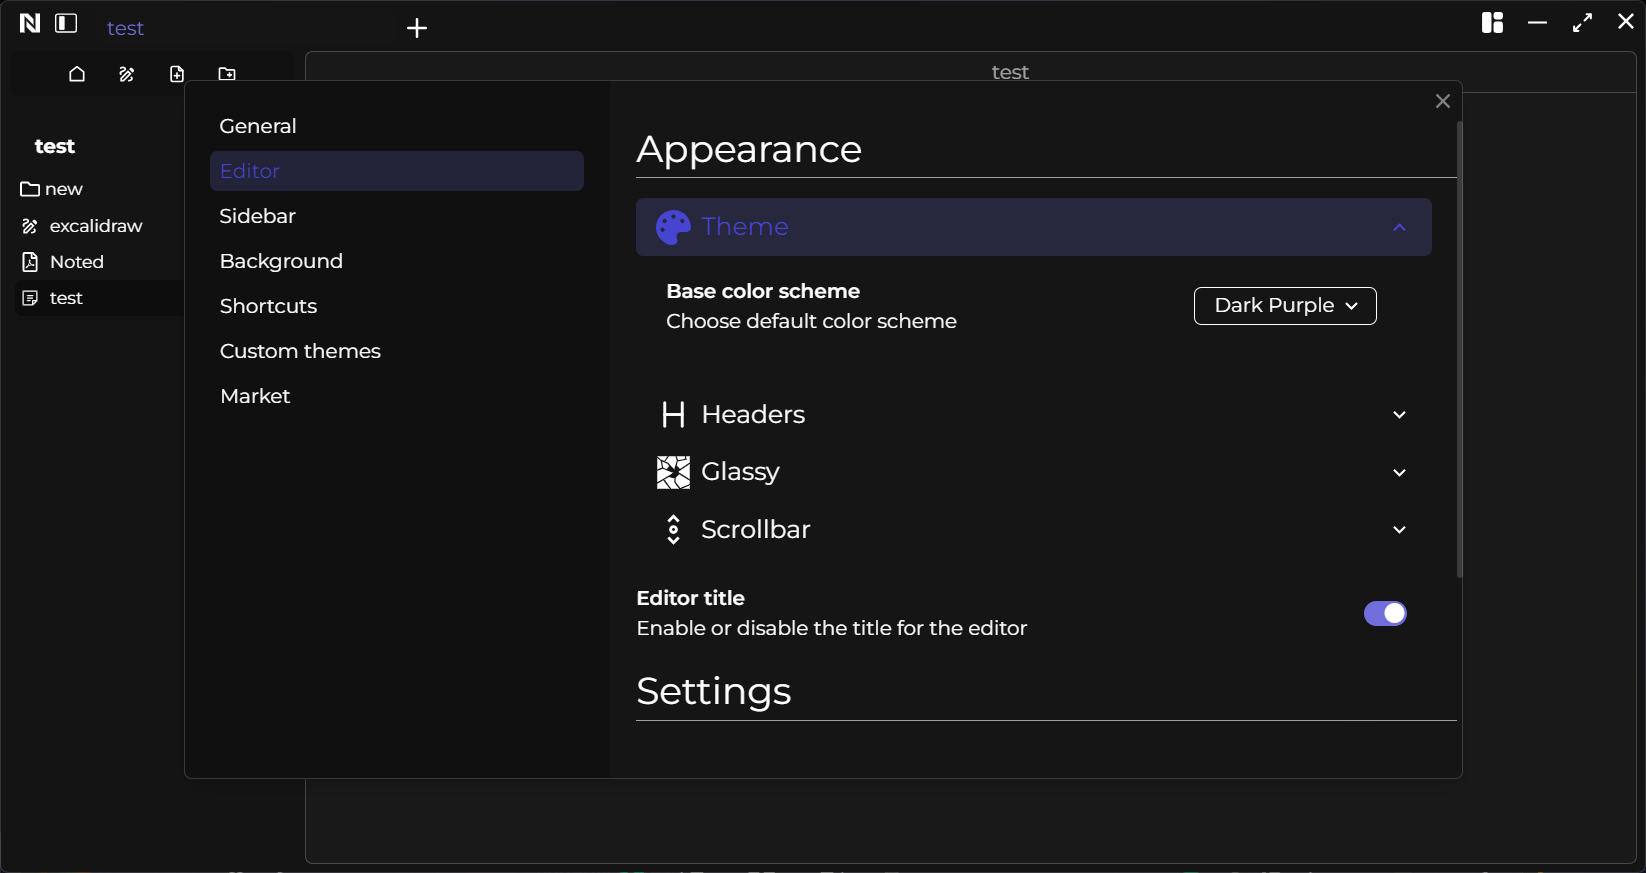 test
test
test
new
excalidraw
Noted
test
General
Editor
Sidebar
Background
Shortcuts
Custom themes
Market
Appearance
Theme
Base color scheme
Choose default color scheme
Dark Purple
Headers
Glassy
Scrollbar
Editor title
Enable or disable the title for the editor
Settings